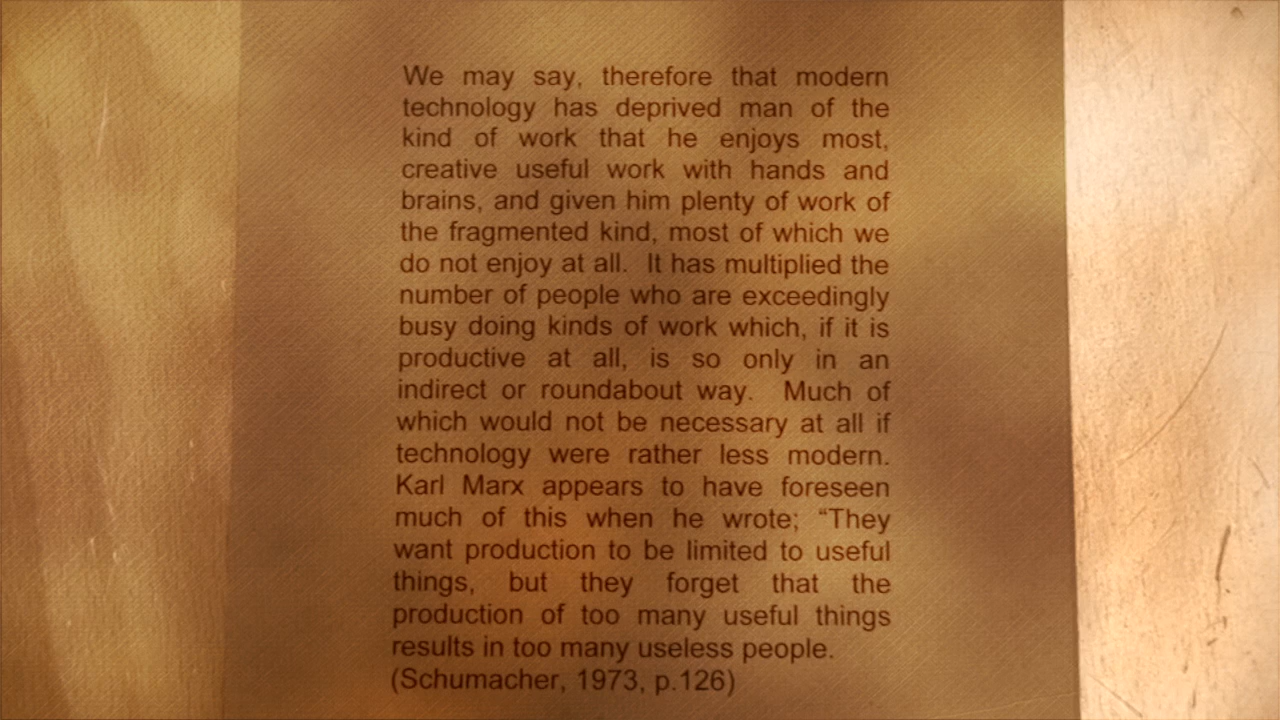 We may say, therefore that modern
technology has deprived man of the
kind of work that he enjoys most,
creative useful work with hands and
brains, and given him plenty of work of
the fragmented kind, most of which we
do not enjoy at all.  It has multiplied the
number of people who are exceedingly
busy doing kinds of work which, if it is
productive at all, is so only in an
indirect or roundabout way.  Much of
which would not be necessary at all if
technology were rather less modern.
Karl Marx appears to have foreseen
much of this when he wrote; “They
want production to be limited to useful
things, but they forget that the
production of too many useful things
results in too many useless people.
(Schumacher, 1973, p.126)